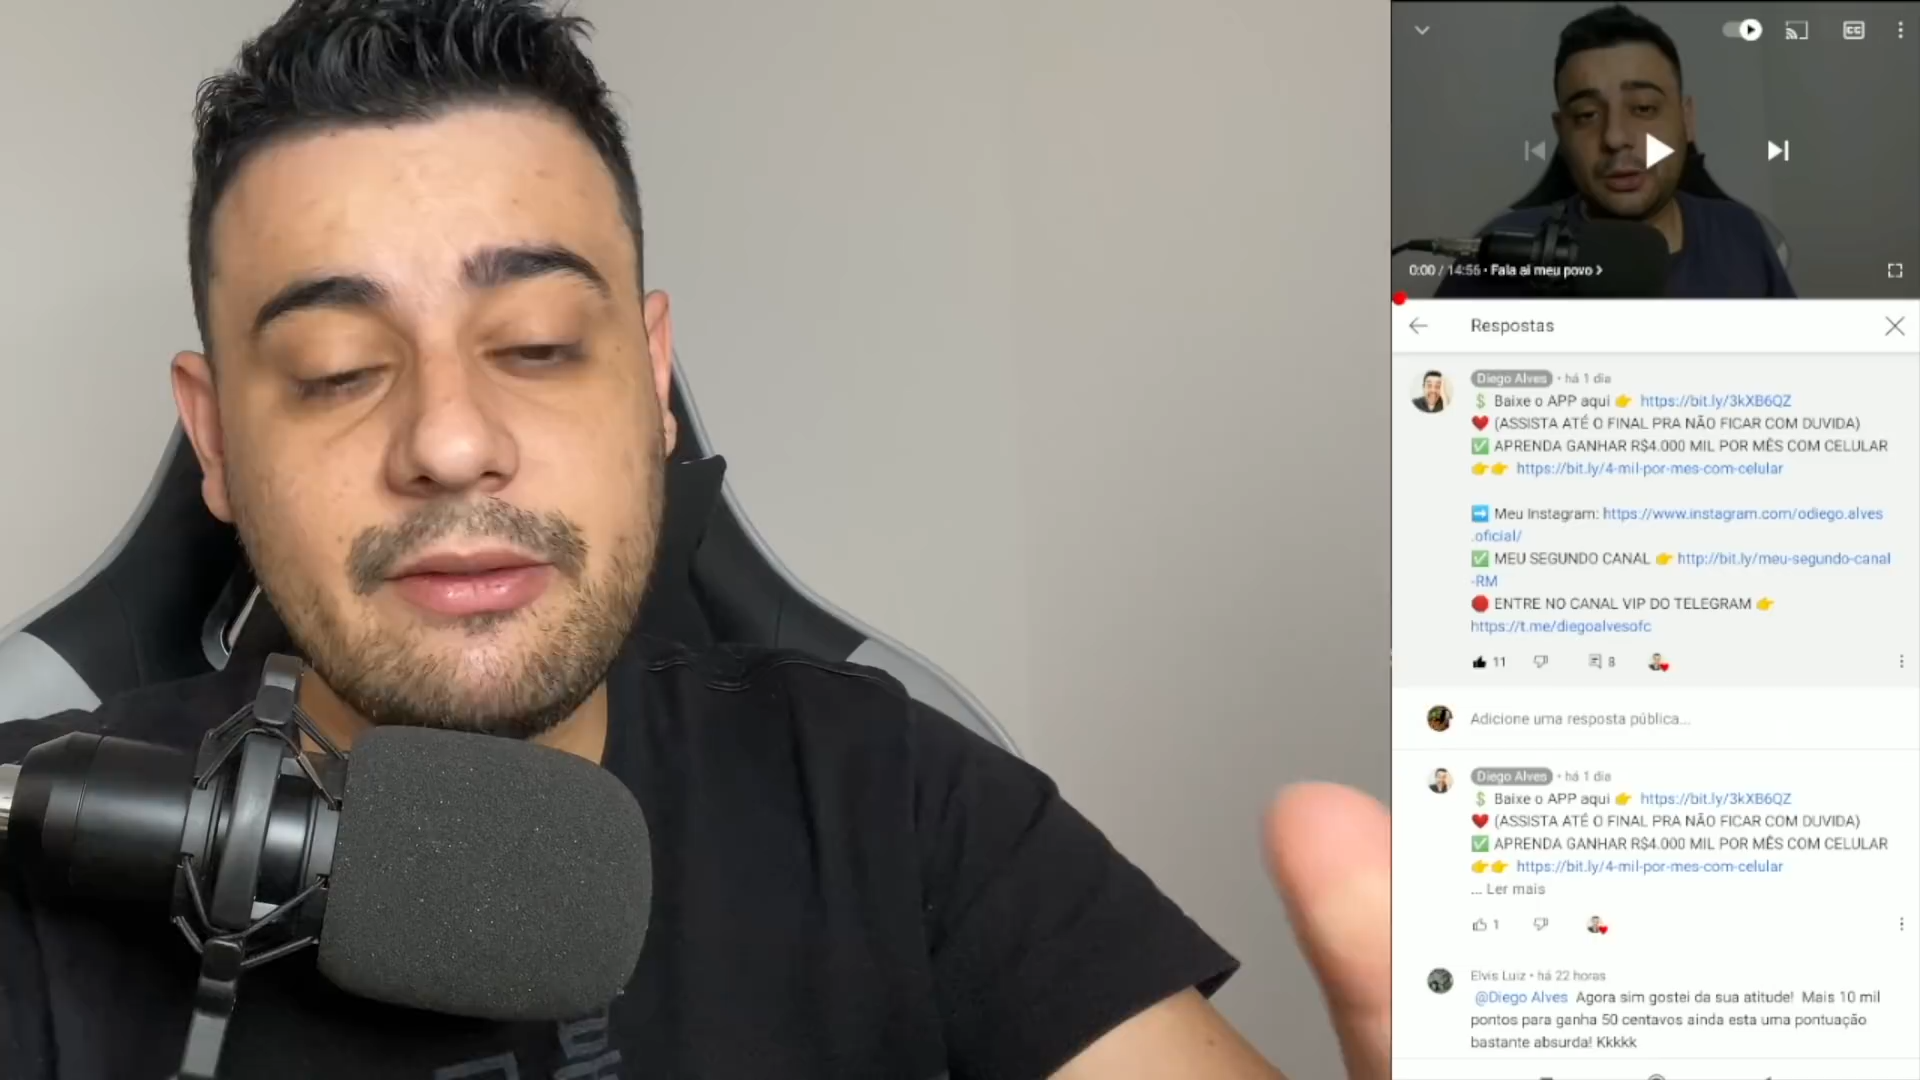 0:00 / 14:56 · Fala aí meu povo >
Respostas
Diego Alves · há 1 dia
💲 Baixe o APP aqui 👉 https://bit.ly/3kXB6QZ
❤️ (ASSISTA ATÉ O FINAL PRA NÃO FICAR COM DUVIDA)
✅ APRENDA GANHAR R$4.000 MIL POR MÊS COM CELULAR
👉👉 https://bit.ly/4-mil-por-mes-com-celular
➡️ Meu Instagram: https://www.instagram.com/odiego.alves
.oficial/
✅ MEU SEGUNDO CANAL 👉 http://bit.ly/meu-segundo-canal
-RM
🛑 ENTRE NO CANAL VIP DO TELEGRAM 👉
https://t.me/diegoalvesofc
11 8
Adicione uma resposta pública...
Diego Alves · há 1 dia
💲 Baixe o APP aqui 👉 https://bit.ly/3kXB6QZ
❤️ (ASSISTA ATÉ O FINAL PRA NÃO FICAR COM DUVIDA)
✅ APRENDA GANHAR R$4.000 MIL POR MÊS COM CELULAR
👉👉 https://bit.ly/4-mil-por-mes-com-celular
... Ler mais
1
Elvis Luiz · há 22 horas
@Diego Alves Agora sim gostei da sua atitude! Mais 10 mil
pontos para ganha 50 centavos ainda esta uma pontuação
bastante absurda! Kkkkk